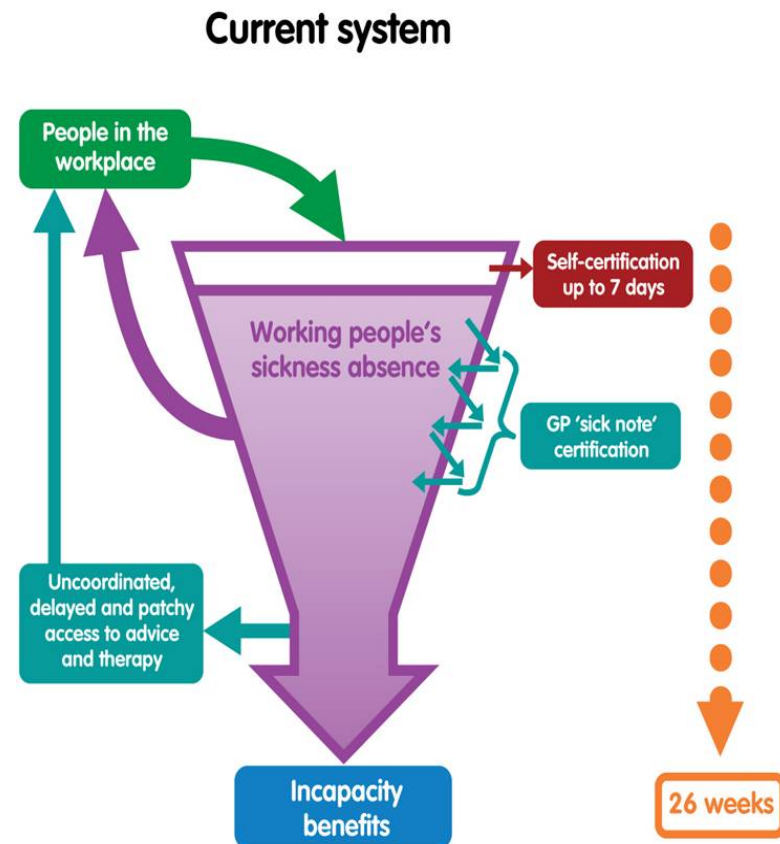 Current system
People in the
workplace
Self-certification
up to 7 days
Working people's
sickness absence
GP 'sick note'
certification
Uncoordinated,
delayed and patchy
access to advice
and therapy
Incapacity
benefits
26 weeks